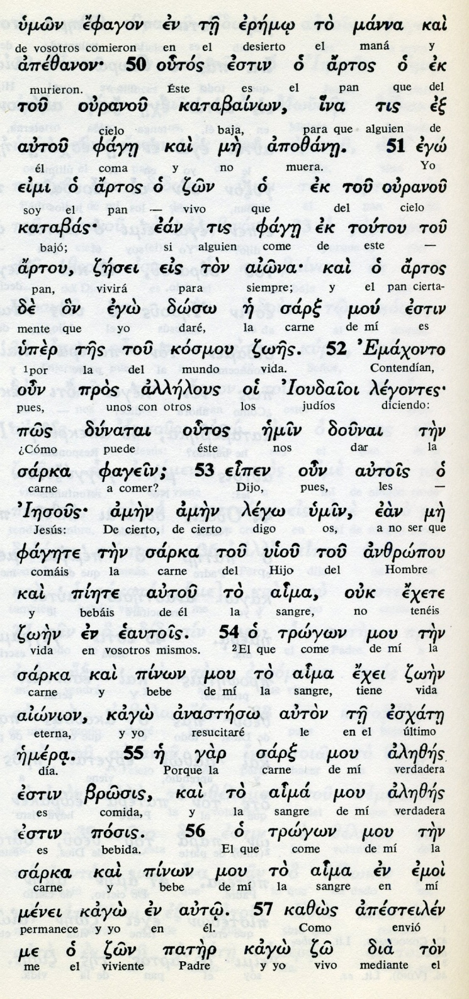 ὑμῶν ἔφαγον ἐν τῇ ἐρήμῳ τὸ μάννα καὶ
de vosotros comieron en el desierto el maná y
ἀπέθανον· 50 οὗτός ἐστιν ὁ ἄρτος ὁ ἐκ
murieron. Éste es el pan que del
τοῦ οὐρανοῦ καταβαίνων, ἵνα τις ἐξ
cielo baja, para que alguien de
αὐτοῦ φάγῃ καὶ μὴ ἀποθάνῃ. 51 ἐγώ
él coma y no muera. Yo
εἰμι ὁ ἄρτος ὁ ζῶν ὁ ἐκ τοῦ οὐρανοῦ
soy el pan — vivo que del cielo
καταβάς· ἐάν τις φάγῃ ἐκ τούτου τοῦ
bajó; si alguien come de este —
ἄρτου, ζήσει εἰς τὸν αἰῶνα· καὶ ὁ ἄρτος
pan, vivirá para siempre; y el pan cierta-
δὲ ὃν ἐγὼ δώσω ἡ σάρξ μού ἐστιν
mente que yo daré, la carne de mí es
ὑπὲρ τῆς τοῦ κόσμου ζωῆς. 52 Ἐμάχοντο
1por la del mundo vida. Contendían,
οὖν πρὸς ἀλλήλους οἱ Ἰουδαῖοι λέγοντες·
pues, unos con otros los judíos diciendo:
πῶς δύναται οὗτος ἡμῖν δοῦναι τὴν
¿Cómo puede éste nos dar la
σάρκα φαγεῖν; 53 εἶπεν οὖν αὐτοῖς ὁ
carne a comer? Dijo, pues, les —
Ἰησοῦς· ἀμὴν ἀμὴν λέγω ὑμῖν, ἐὰν μὴ
Jesús: De cierto, de cierto digo os, a no ser que
φάγητε τὴν σάρκα τοῦ υἱοῦ τοῦ ἀνθρώπου
comáis la carne del Hijo del Hombre
καὶ πίητε αὐτοῦ τὸ αἷμα, οὐκ ἔχετε
y bebáis de él la sangre, no tenéis
ζωὴν ἐν ἑαυτοῖς. 54 ὁ τρώγων μου τὴν
vida en vosotros mismos. 2El que come de mí la
σάρκα καὶ πίνων μου τὸ αἷμα ἔχει ζωὴν
carne y bebe de mí la sangre, tiene vida
αἰώνιον, κἀγὼ ἀναστήσω αὐτὸν τῇ ἐσχάτῃ
eterna, y yo resucitaré le en el último
ἡμέρᾳ. 55 ἡ γὰρ σάρξ μου ἀληθής
día. Porque la carne de mí verdadera
ἐστιν βρῶσις, καὶ τὸ αἷμά μου ἀληθής
es comida, y la sangre de mí verdadera
ἐστιν πόσις. 56 ὁ τρώγων μου τὴν
es bebida. El que come de mí la
σάρκα καὶ πίνων μου τὸ αἷμα ἐν ἐμοὶ
carne y bebe de mí la sangre en mí
μένει κἀγὼ ἐν αὐτῷ. 57 καθὼς ἀπέστειλέν
permanece y yo en él. Como envió
με ὁ ζῶν πατὴρ κἀγὼ ζῶ διὰ τὸν
me el viviente Padre y yo vivo mediante el